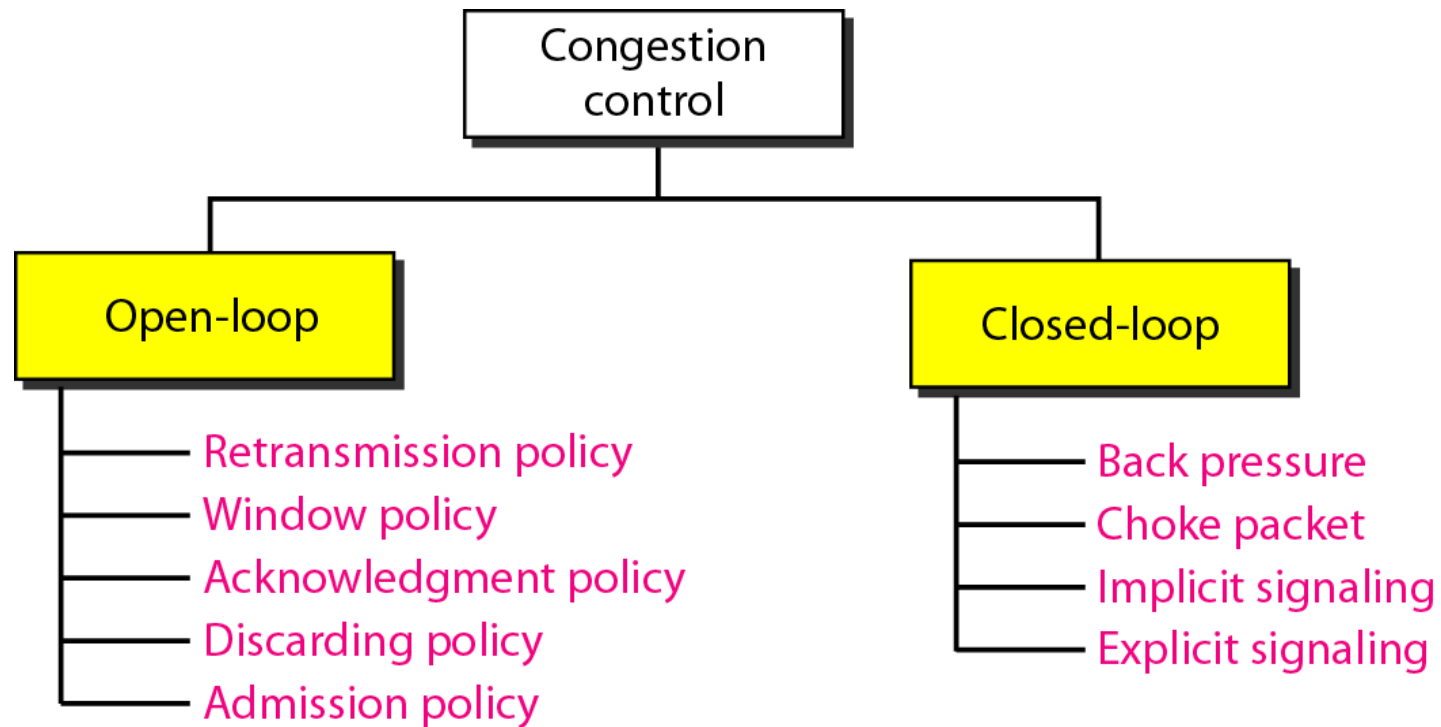 Congestion
control
Open-loop
Retransmission policy
Window policy
Acknowledgment policy
Discarding policy
Admission policy
Closed-loop
Back pressure
Choke packet
Implicit signaling
Explicit signaling